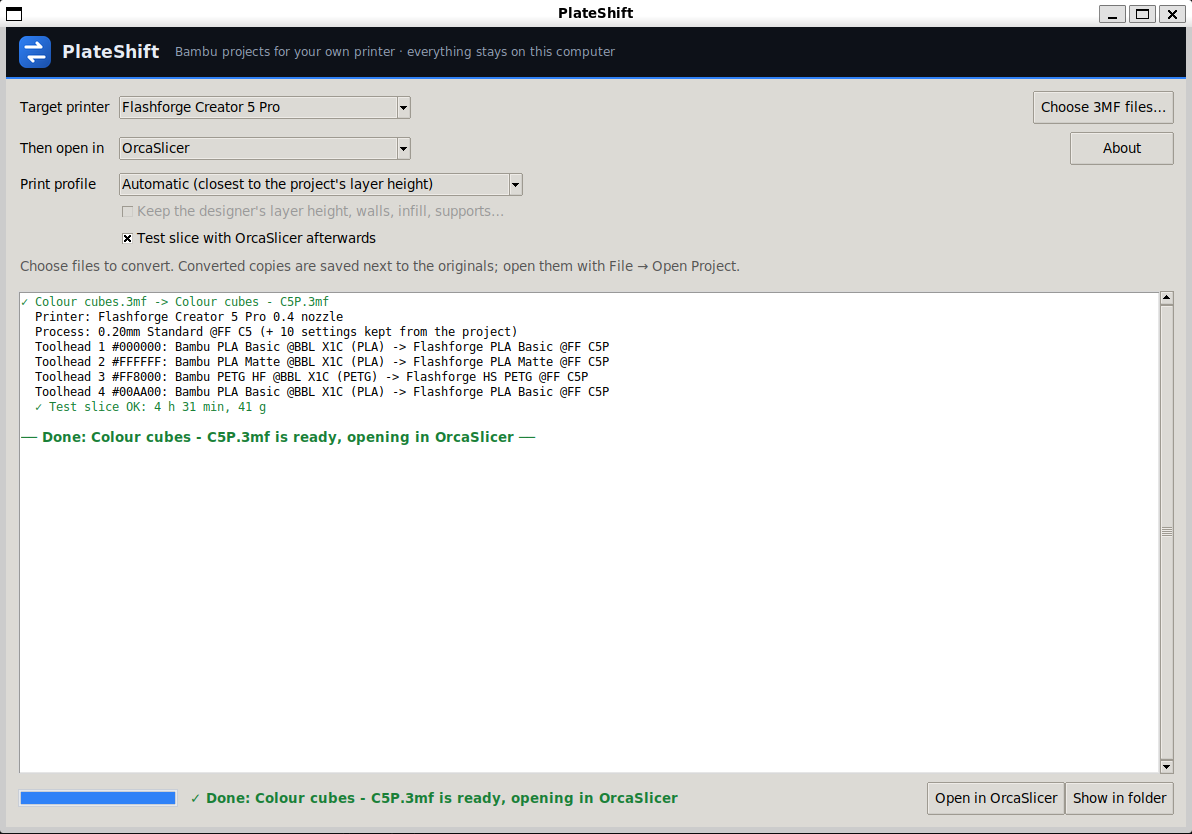 PlateShift
PlateShift Bambu projects for your own printer · everything stays on this computer
Target printer Flashforge Creator 5 Pro Choose 3MF files...
Then open in OrcaSlicer About
Print profile Automatic (closest to the project's layer height)
Keep the designer's layer height, walls, infill, supports...
Test slice with OrcaSlicer afterwards
Choose files to convert. Converted copies are saved next to the originals; open them with File → Open Project.
✓ Colour cubes.3mf -> Colour cubes - C5P.3mf
Printer: Flashforge Creator 5 Pro 0.4 nozzle
Process: 0.20mm Standard @FF C5 (+ 10 settings kept from the project)
Toolhead 1 #000000: Bambu PLA Basic @BBL X1C (PLA) -> Flashforge PLA Basic @FF C5P
Toolhead 2 #FFFFFF: Bambu PLA Matte @BBL X1C (PLA) -> Flashforge PLA Matte @FF C5P
Toolhead 3 #FF8000: Bambu PETG HF @BBL X1C (PETG) -> Flashforge HS PETG @FF C5P
Toolhead 4 #00AA00: Bambu PLA Basic @BBL X1C (PLA) -> Flashforge PLA Basic @FF C5P
✓ Test slice OK: 4 h 31 min, 41 g
── Done: Colour cubes - C5P.3mf is ready, opening in OrcaSlicer ──
✓ Done: Colour cubes - C5P.3mf is ready, opening in OrcaSlicer Open in OrcaSlicer Show in folder